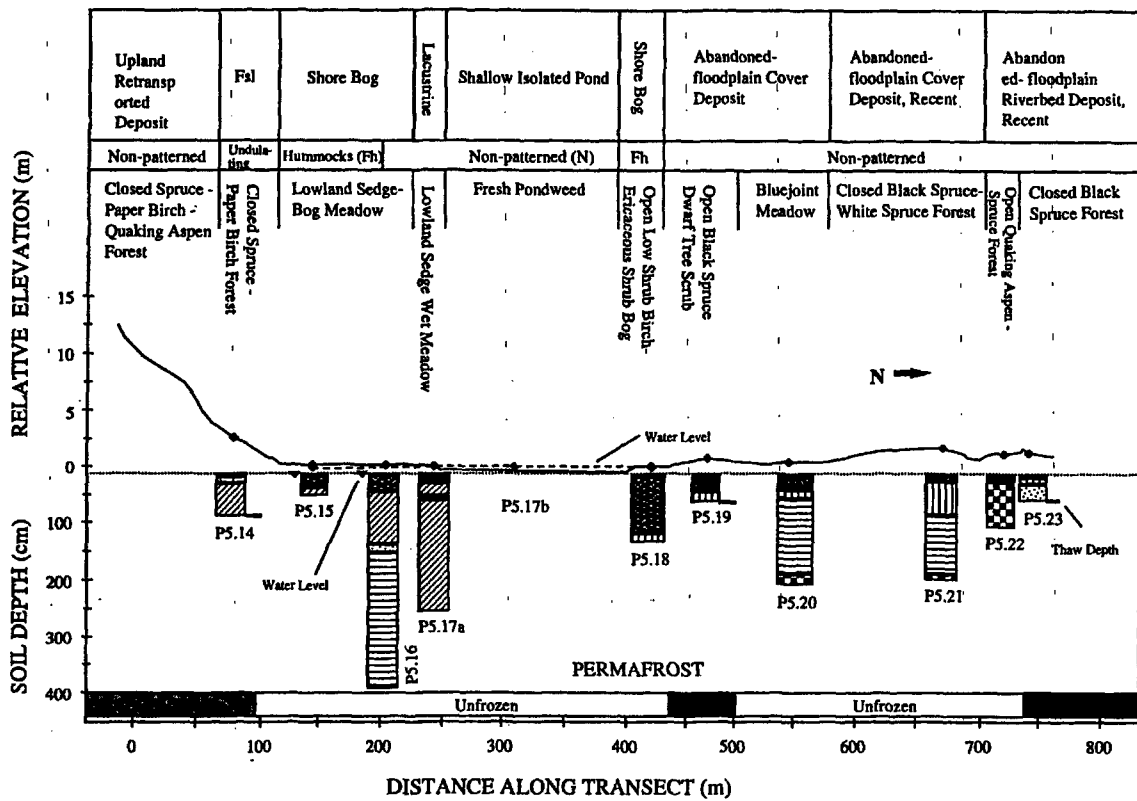 Upland
Retransp
orted
Deposit
Fsl
Shore Bog
Lacustrine
Shallow Isolated Pond
Shore Bog
Abandoned-
floodplain Cover
Deposit
Abandoned-
floodplain Cover
Deposit, Recent
Abandon
ed- floodplain
Riverbed Deposit,
Recent
Non-patterned
Undula-
ting
Hummocks (Fh)
Non-patterned (N)
Fh
Non-patterned
Closed Spruce -
Paper Birch -
Quaking Aspen
Forest
Closed Spruce -
Paper Birch Forest
Lowland Sedge-
Bog Meadow
Lowland Sedge Wet Meadow
Fresh Pondweed
Open Low Shrub Birch-
Ericaceous Shrub Bog
Open Black Spruce
Dwarf Tree Scrub
Bluejoint
Meadow
Closed Black Spruce-
White Spruce Forest
Open Quaking Aspen -
Spruce Forest
Closed Black
Spruce Forest
RELATIVE ELEVATION (m)
15
10
5
0
N
Water Level
SOIL DEPTH (cm)
100
200
300
400
P5.14
P5.15
Water Level
P5.16
P5.17a
P5.17b
P5.18
P5.19
P5.20
P5.21
P5.22
P5.23
Thaw Depth
PERMAFROST
Unfrozen
Unfrozen
0
100
200
300
400
500
600
700
800
DISTANCE ALONG TRANSECT (m)